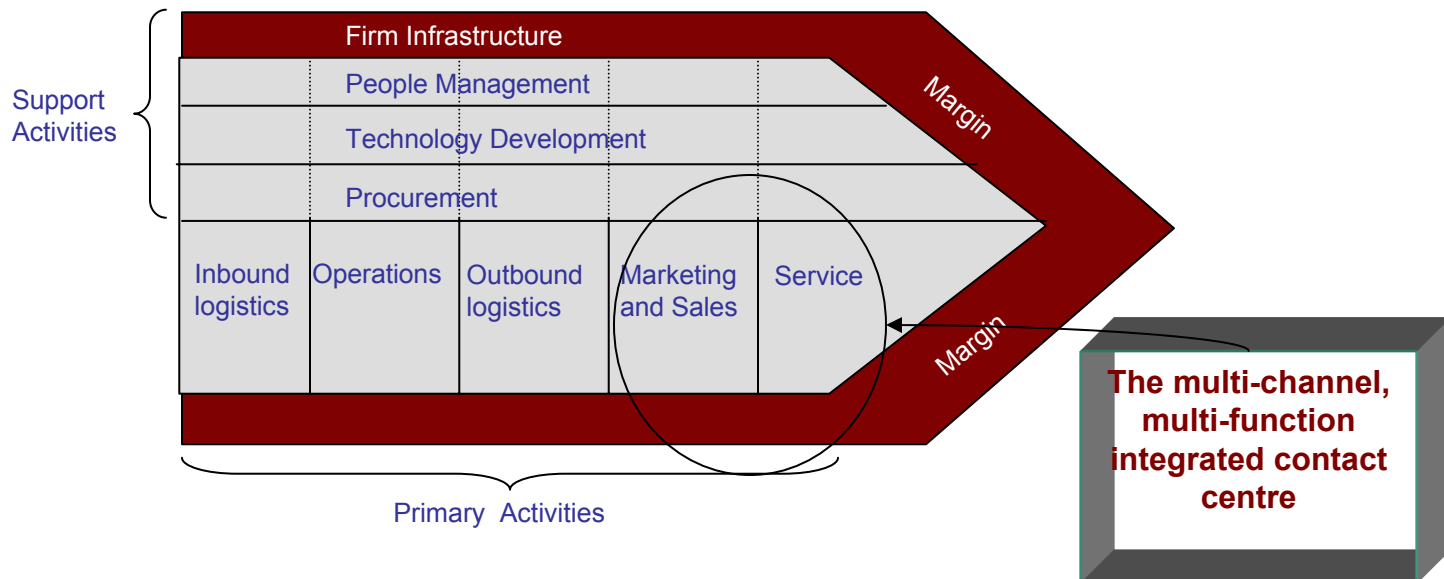 Firm Infrastructure
People Management
Support
Activities
Technology Development
Procurement
Margin
Inbound
logistics
Operations
Outbound
logistics
Marketing
and Sales
Service
Margin
Primary Activities
The multi-channel,
multi-function
integrated contact
centre